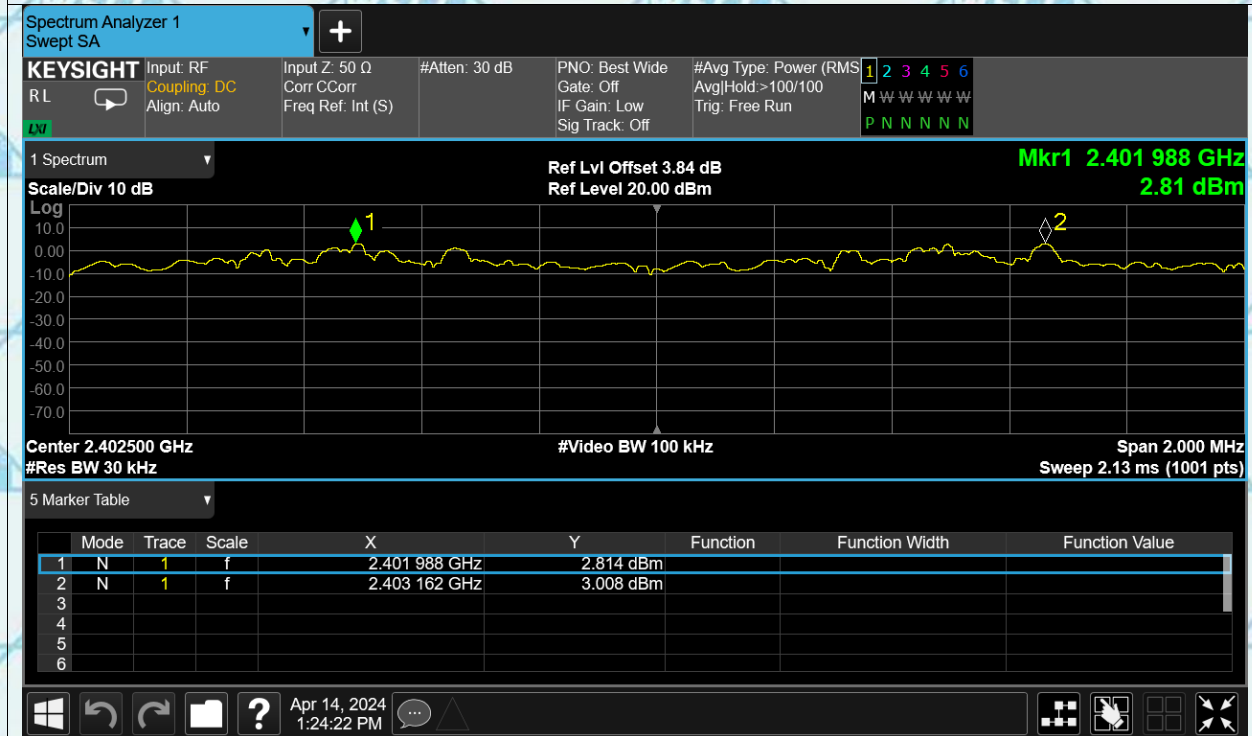 Spectrum Analyzer 1
Swept SA
+
KEYSIGHT
RL
LXI
Input: RF
Coupling: DC
Align: Auto
Input Z: 50 Ω
Corr CCorr
Freq Ref: Int (S)
#Atten: 30 dB
PNO: Best Wide
Gate: Off
IF Gain: Low
Sig Track: Off
#Avg Type: Power (RMS
Avg|Hold:>100/100
Trig: Free Run
1 2 3 4 5 6
M W W W W W
P N N N N N
1 Spectrum
Scale/Div 10 dB
Ref Lvl Offset 3.84 dB
Ref Level 20.00 dBm
Mkr1 2.401 988 GHz
2.81 dBm
Log
10.0
0.00
-10.0
-20.0
-30.0
-40.0
-50.0
-60.0
-70.0
1
2
Center 2.402500 GHz
#Res BW 30 kHz
#Video BW 100 kHz
Span 2.000 MHz
Sweep 2.13 ms (1001 pts)
5 Marker Table
Mode Trace Scale X Y Function Function Width Function Value
1 N 1 f 2.401 988 GHz 2.814 dBm
2 N 1 f 2.403 162 GHz 3.008 dBm
3
4
5
6
?
Apr 14, 2024
1:24:22 PM